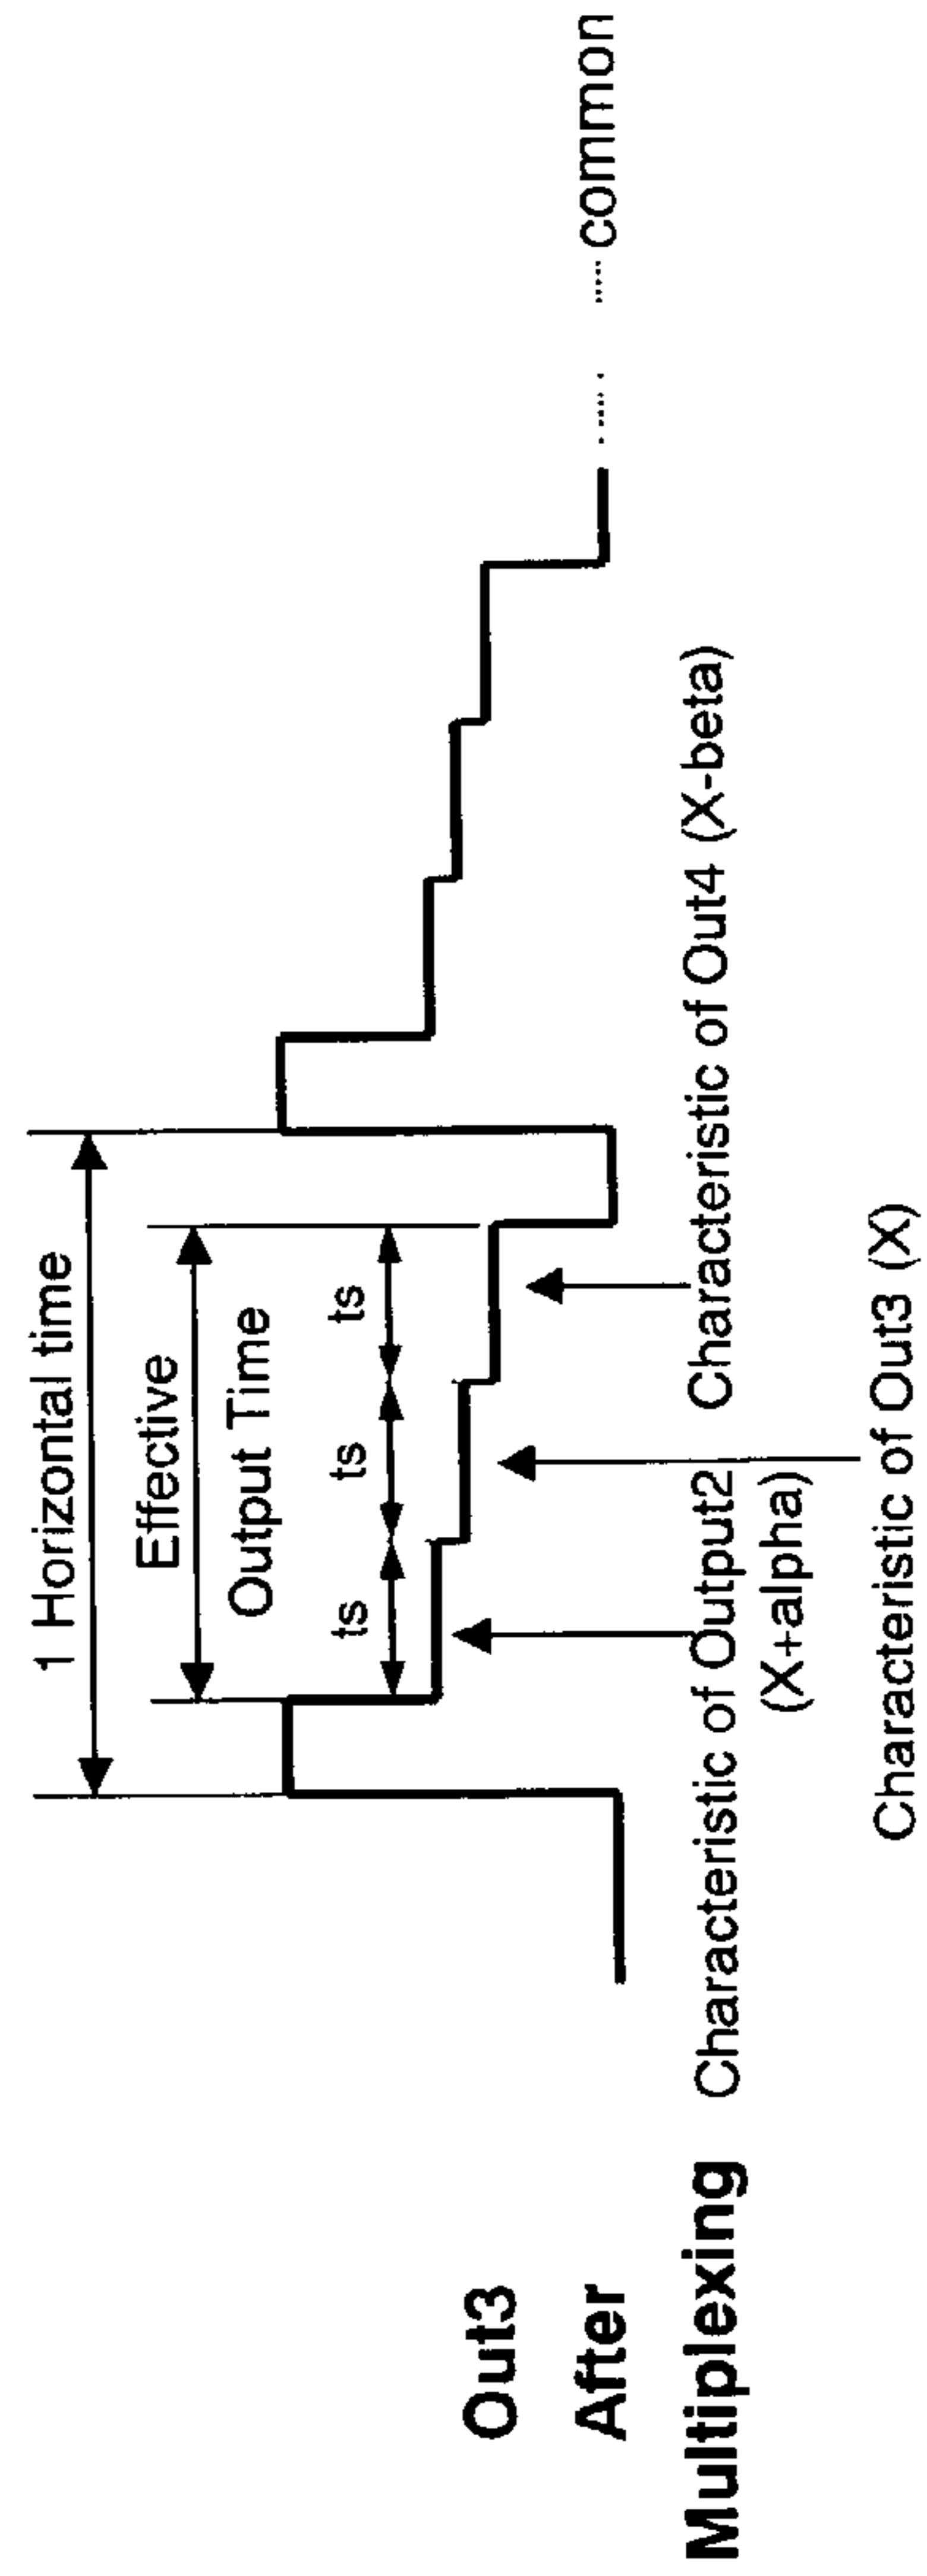 1 Horizontal time
Effective
Output Time
ts
ts
ts
common
Out3
After
Multiplexing
Characteristic of Output2
(X+alpha)
Characteristic of Out4 (X-beta)
Characteristic of Out3 (X)